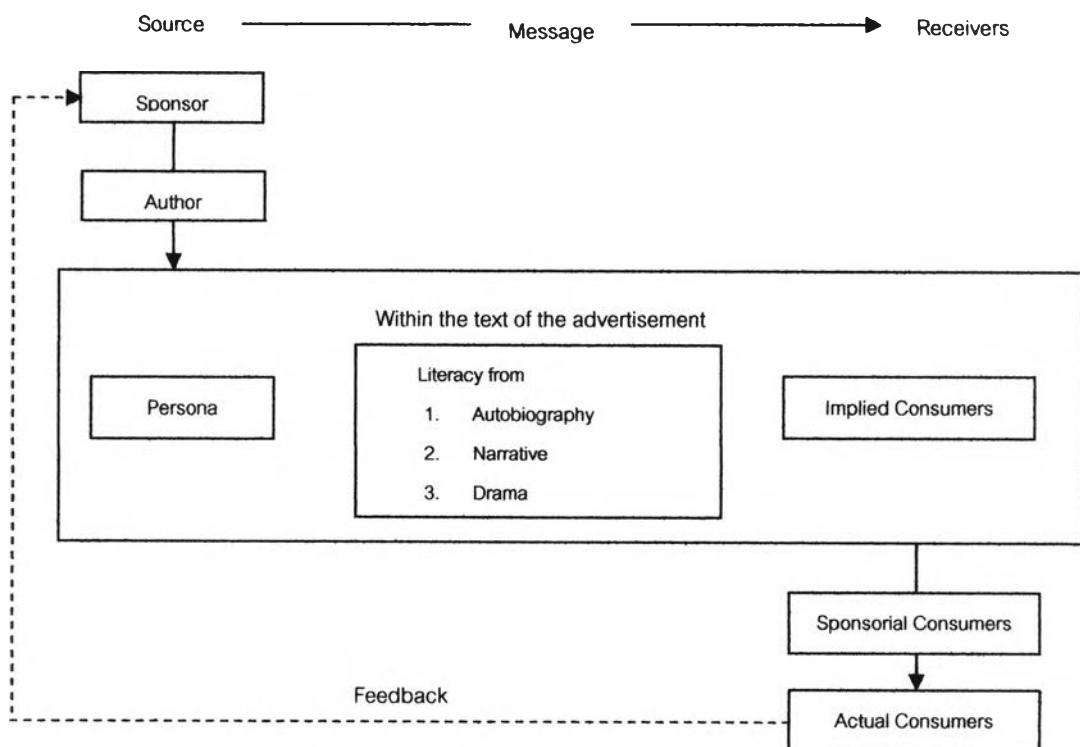 Source
Message
Receivers
Sponsor
Author
Within the text of the advertisement
Persona
Literacy from
1. Autobiography
2. Narrative
3. Drama
Implied Consumers
Sponsorial Consumers
Feedback
Actual Consumers